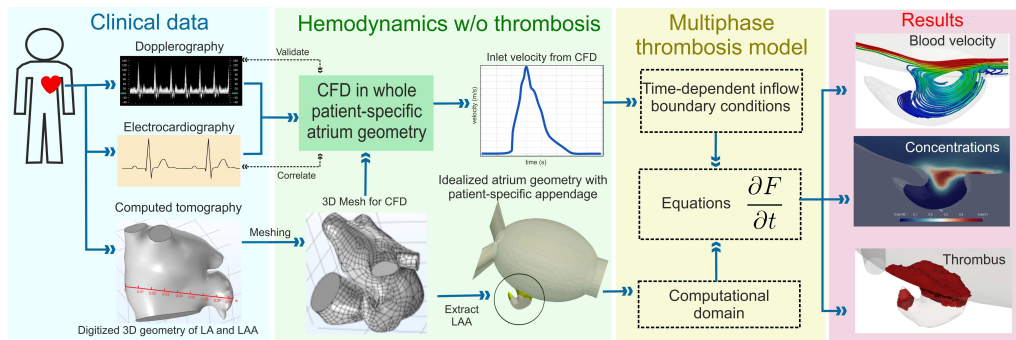 Clinical data
Dopplerography
Electrocardiography
Computed tomography
Digitized 3D geometry of LA and LAA
Hemodynamics w/o thrombosis
Validate
Correlate
CFD in whole
patient-specific
atrium geometry
Inlet velocity from CFD
velocity (m/s)
time (s)
Meshing
3D Mesh for CFD
Idealized atrium geometry with
patient-specific appendage
Extract
LAA
Multiphase
thrombosis model
Time-dependent inflow
boundary conditions
Equations ∂F
∂t
Computational
domain
Results
Blood velocity
Concentrations
Thrombus